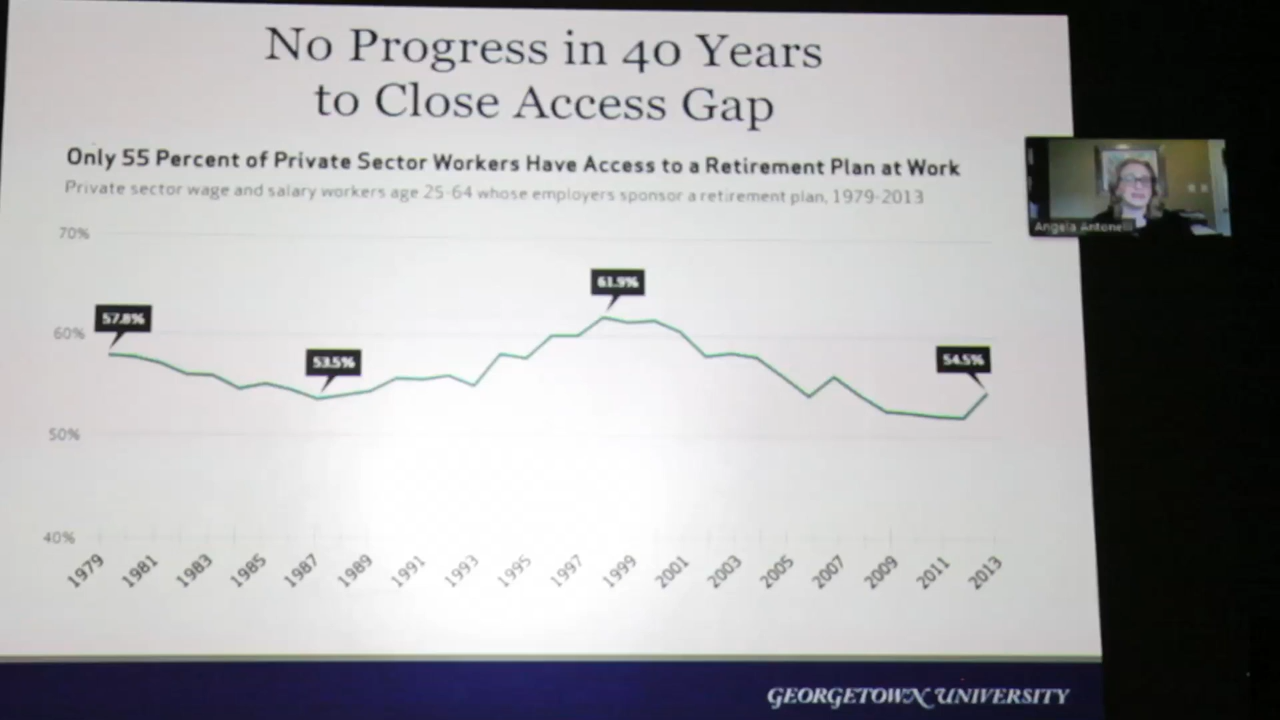 No Progress in 40 Years
to Close Access Gap
Only 55 Percent of Private Sector Workers Have Access to a Retirement Plan at Work
Private sector wage and salary workers age 25-64 whose employers sponsor a retirement plan, 1979-2013
70%
61.9%
57.8%
60%
53.5%
54.5%
50%
40%
1979 1981 1983 1985 1987 1989 1991 1993 1995 1997 1999 2001 2003 2005 2007 2009 2011 2013
Angela Antonelli
GEORGETOWN UNIVERSITY